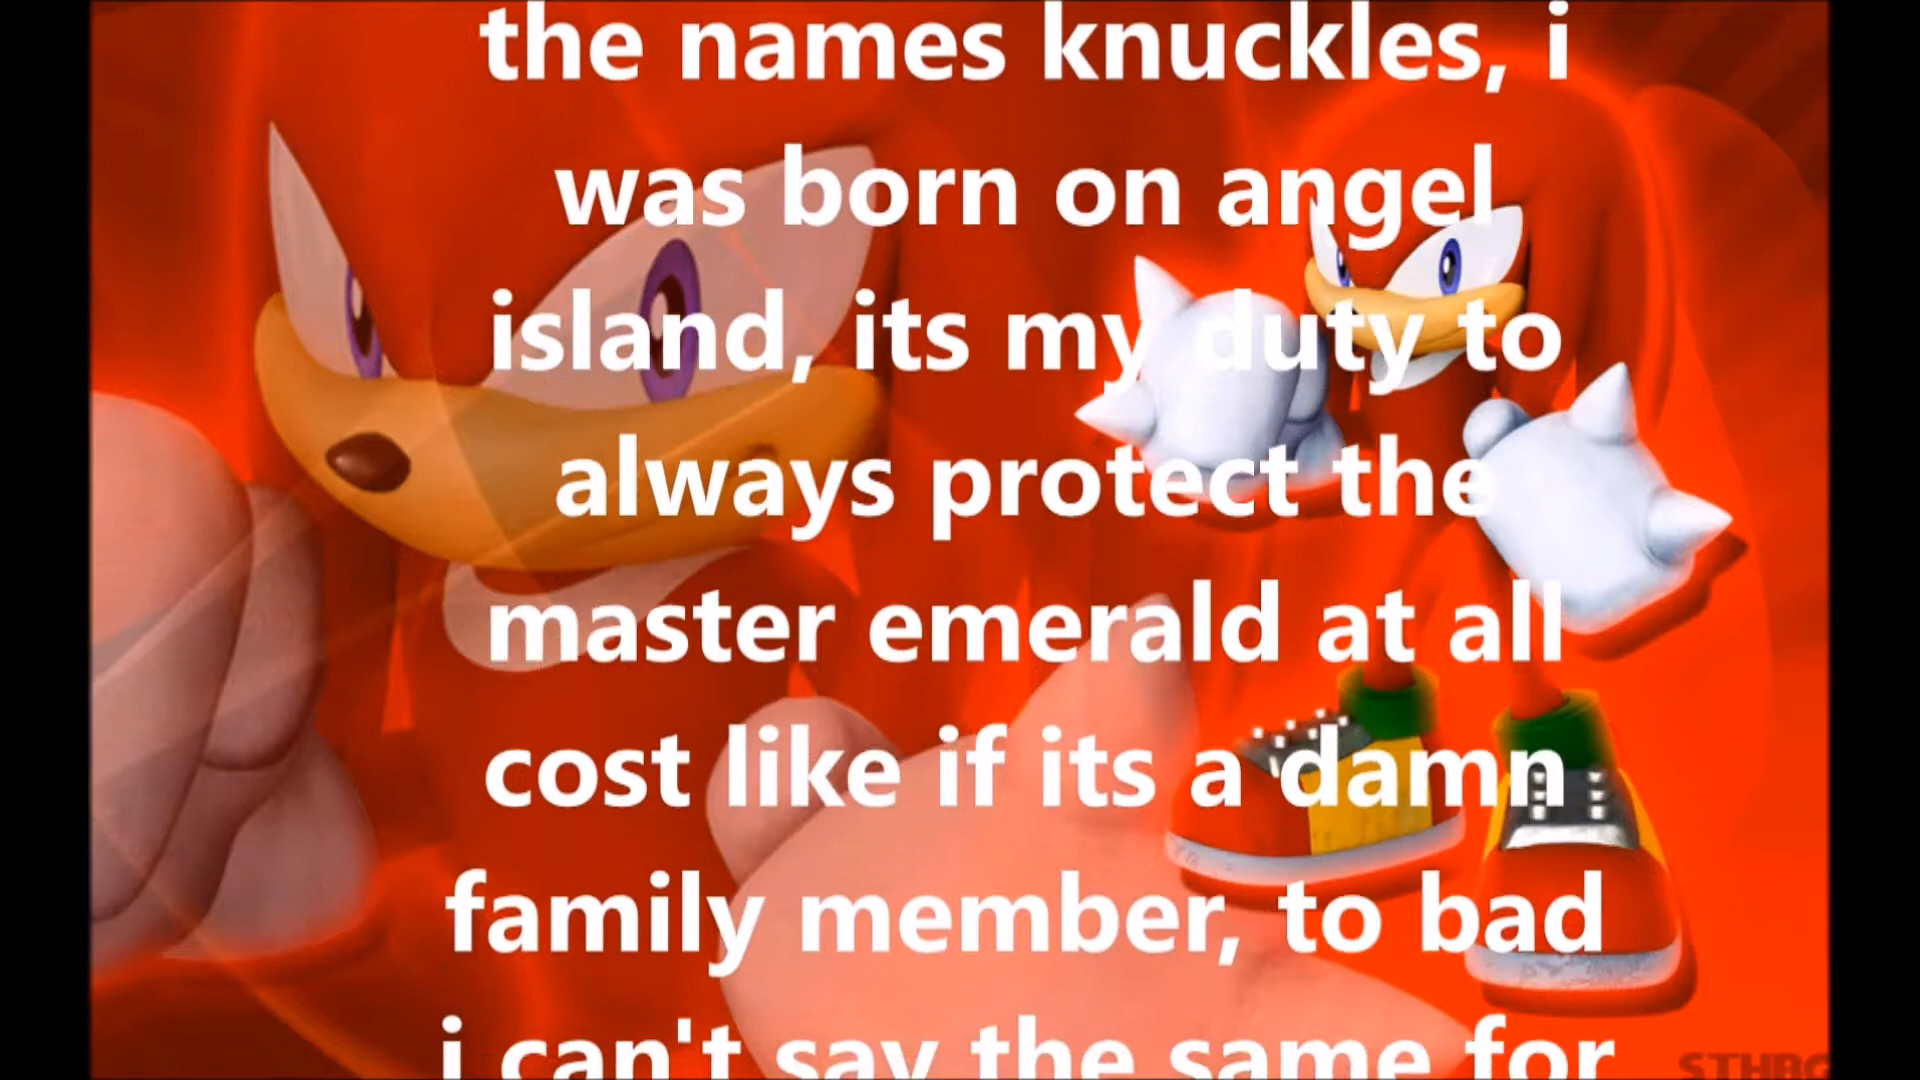 the names knuckles, i
was born on angel
island, its my duty to
always protect the
master emerald at all
cost like if its a damn
family member, to bad
i can't say the same for
STHBG